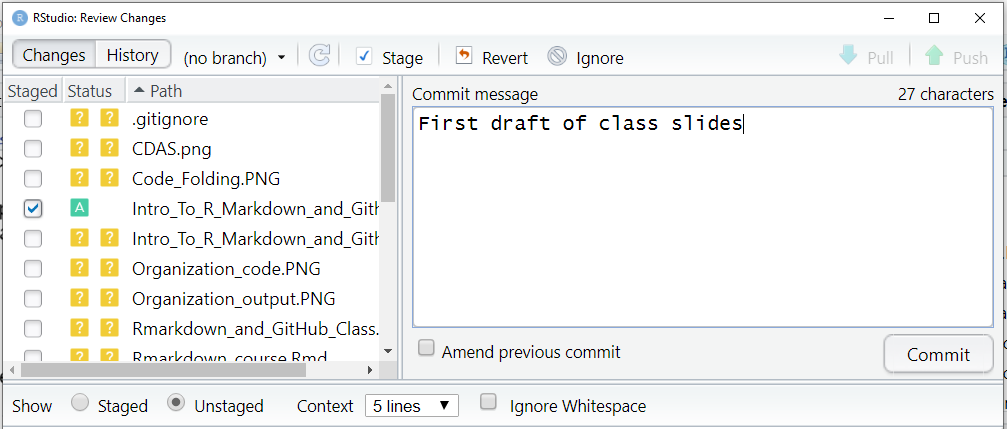 RStudio: Review Changes
Changes History (no branch) Stage Revert Ignore Pull Push
Staged Status Path
.gitignore
CDAS.png
Code_Folding.PNG
A Intro_To_R_Markdown_and_Gith
Intro_To_R_Markdown_and_Gith
Organization_code.PNG
Organization_output.PNG
Rmarkdown_and_GitHub_Class.
Rmarkdown_course.Rmd
Commit message 27 characters
First draft of class slides
Amend previous commit Commit
Show Staged Unstaged Context 5 lines Ignore Whitespace